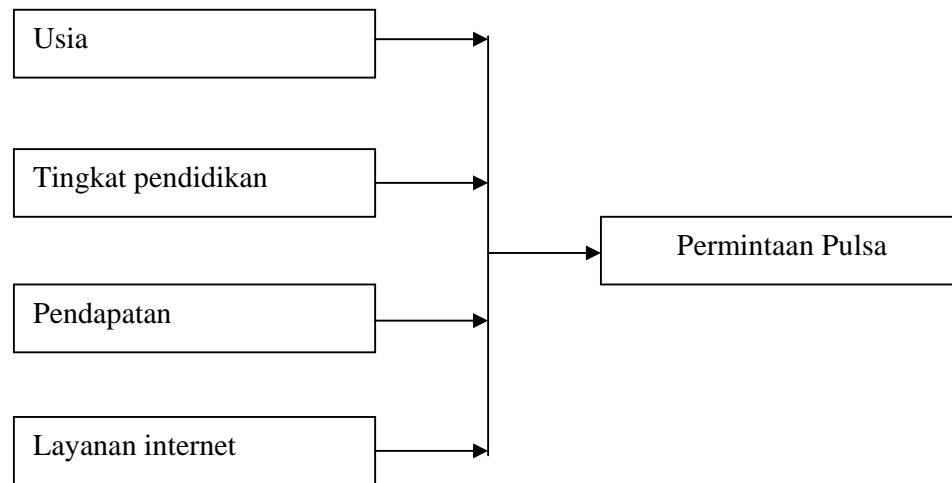 Usia
Tingkat pendidikan
Permintaan Pulsa
Pendapatan
Layanan internet